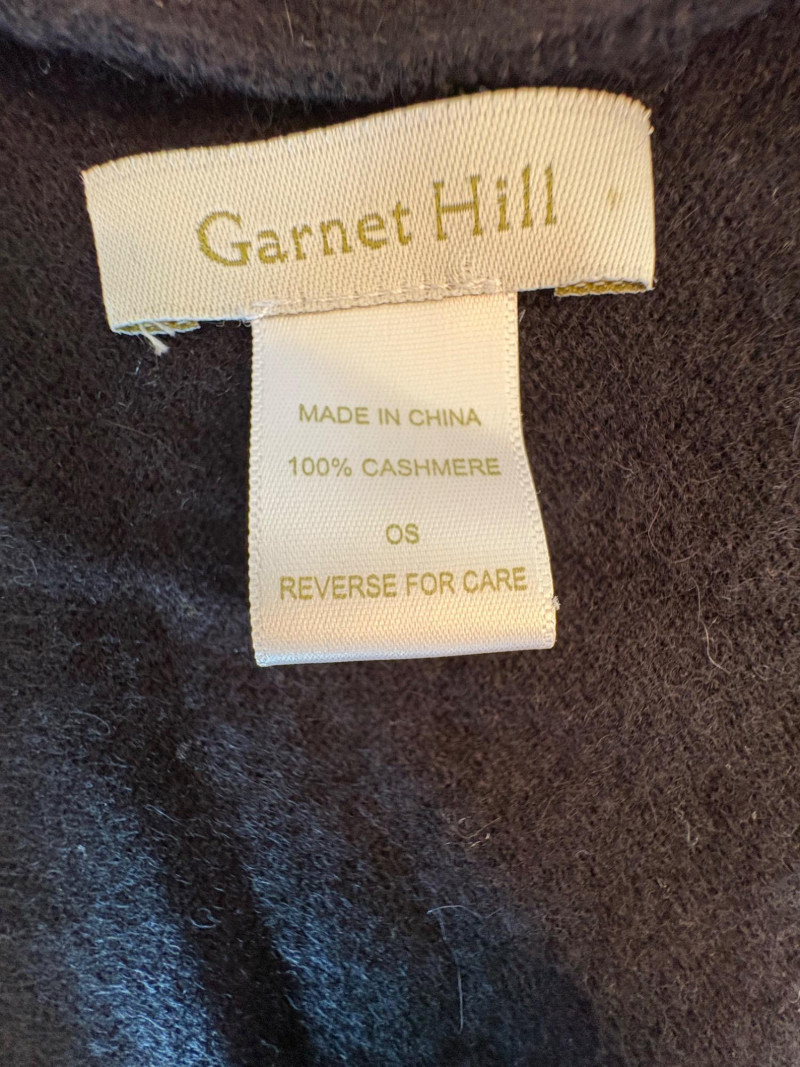 Garnet Hill
MADE IN CHINA
100% CASHMERE
OS
REVERSE FOR CARE